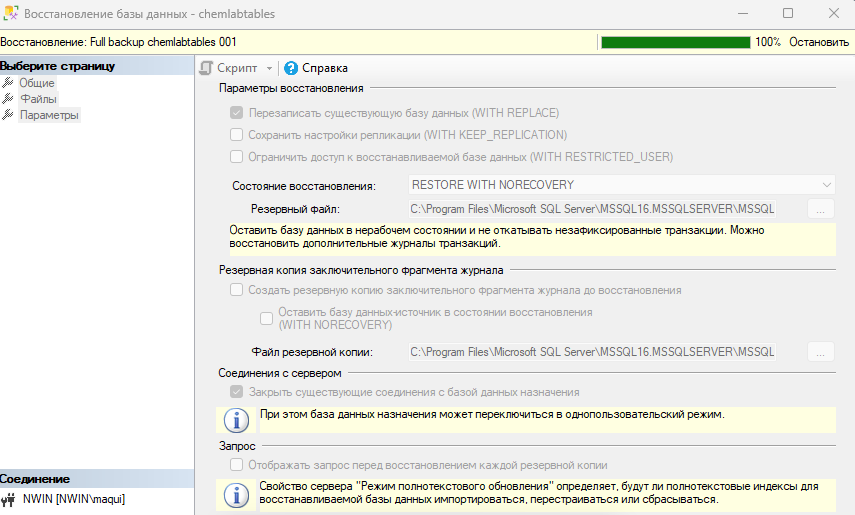 Восстановление базы данных - chemlabtables
Восстановление: Full backup chemlabtables 001
100% Остановить
Выберите страницу
Общие
Файлы
Параметры
Скрипт
Справка
Параметры восстановления
Перезаписать существующую базу данных (WITH REPLACE)
Сохранить настройки репликации (WITH KEEP_REPLICATION)
Ограничить доступ к восстанавливаемой базе данных (WITH RESTRICTED_USER)
Состояние восстановления: RESTORE WITH NORECOVERY
Резервный файл: C:\Program Files\Microsoft SQL Server\MSSQL16.MSSQLSERVER\MSSQL ...
Оставить базу данных в нерабочем состоянии и не откатывать незафиксированные транзакции. Можно
восстановить дополнительные журналы транзакций.
Резервная копия заключительного фрагмента журнала
Создать резервную копию заключительного фрагмента журнала до восстановления
Оставить базу данных-источник в состоянии восстановления
(WITH NORECOVERY)
Файл резервной копии: C:\Program Files\Microsoft SQL Server\MSSQL16.MSSQLSERVER\MSSQL ...
Соединения с сервером
Закрыть существующие соединения с базой данных назначения
При этом база данных назначения может переключиться в однопользовательский режим.
Запрос
Отображать запрос перед восстановлением каждой резервной копии
Свойство сервера "Режим полнотекстового обновления" определяет, будут ли полнотекстовые индексы для
восстанавливаемой базы данных импортироваться, перестраиваться или сбрасываться.
Соединение
NWIN [NWIN\maqui]